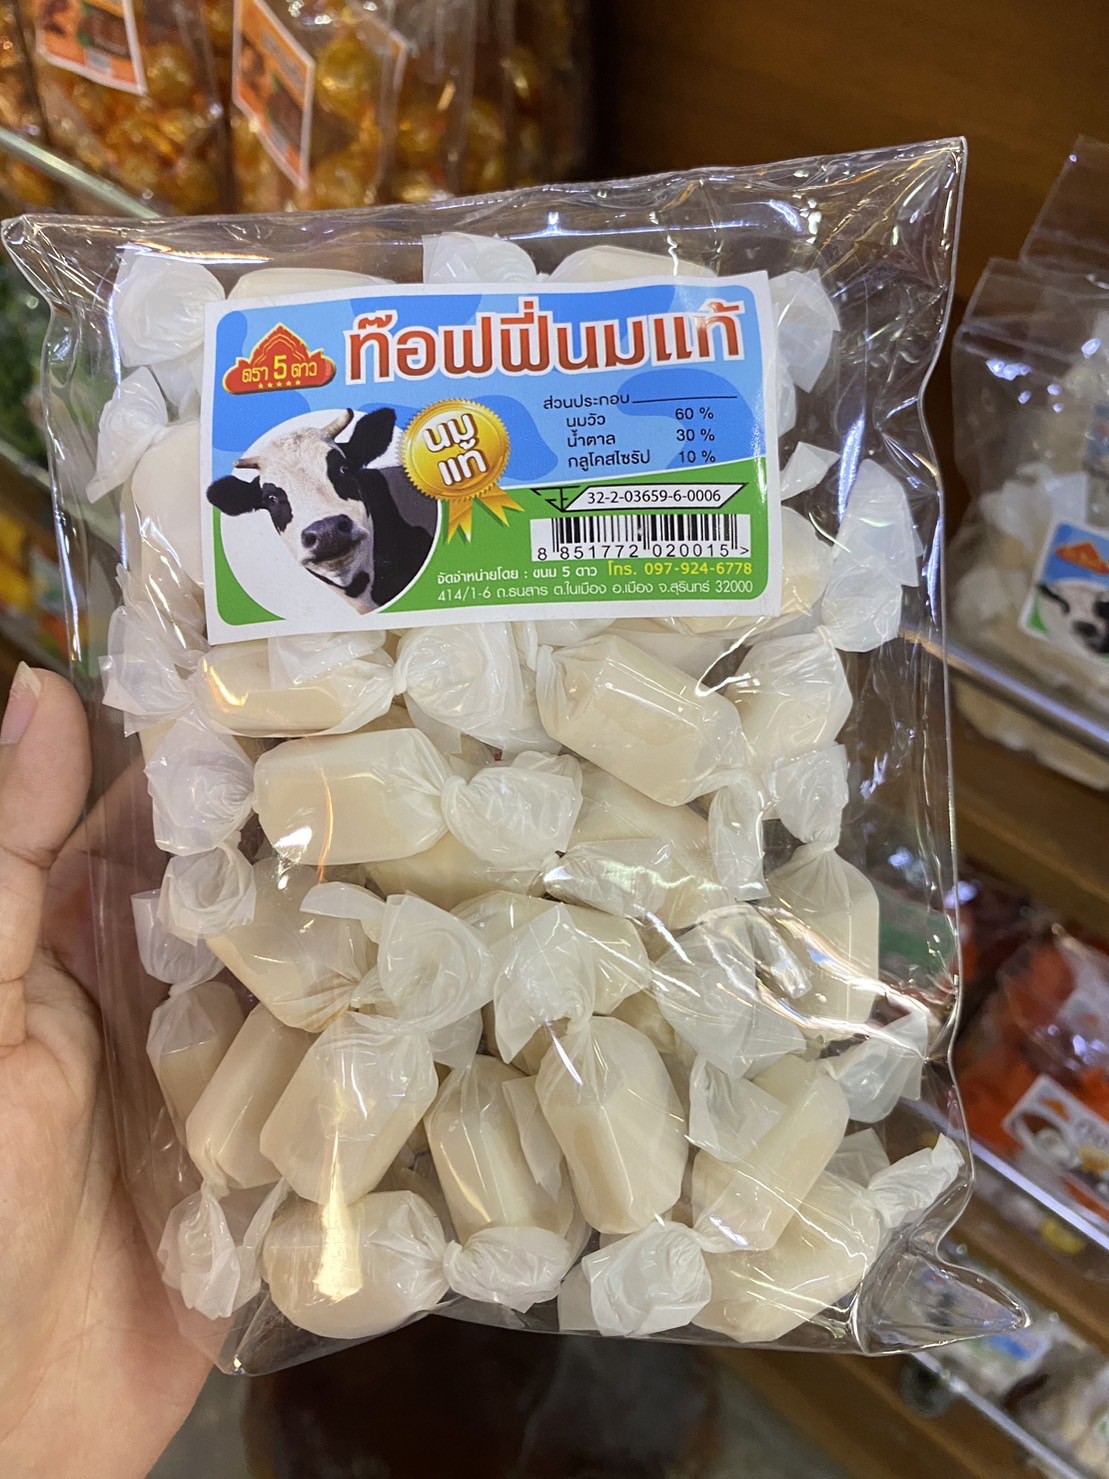 ท๊อฟฟี่นมแท้
ตรา 5 ดาว
นม
แท้
ส่วนประกอบ
นมวัว 60 %
น้ำตาล 30 %
กลูโคสไซรัป 10 %
32-2-03659-6-0006
8 851772 020015 >
จัดจำหน่ายโดย : ขนม 5 ดาว โทร. 097-924-6778
414/1-6 ถ.ธนสาร ต.ในเมือง อ.เมือง จ.สุรินทร์ 32000